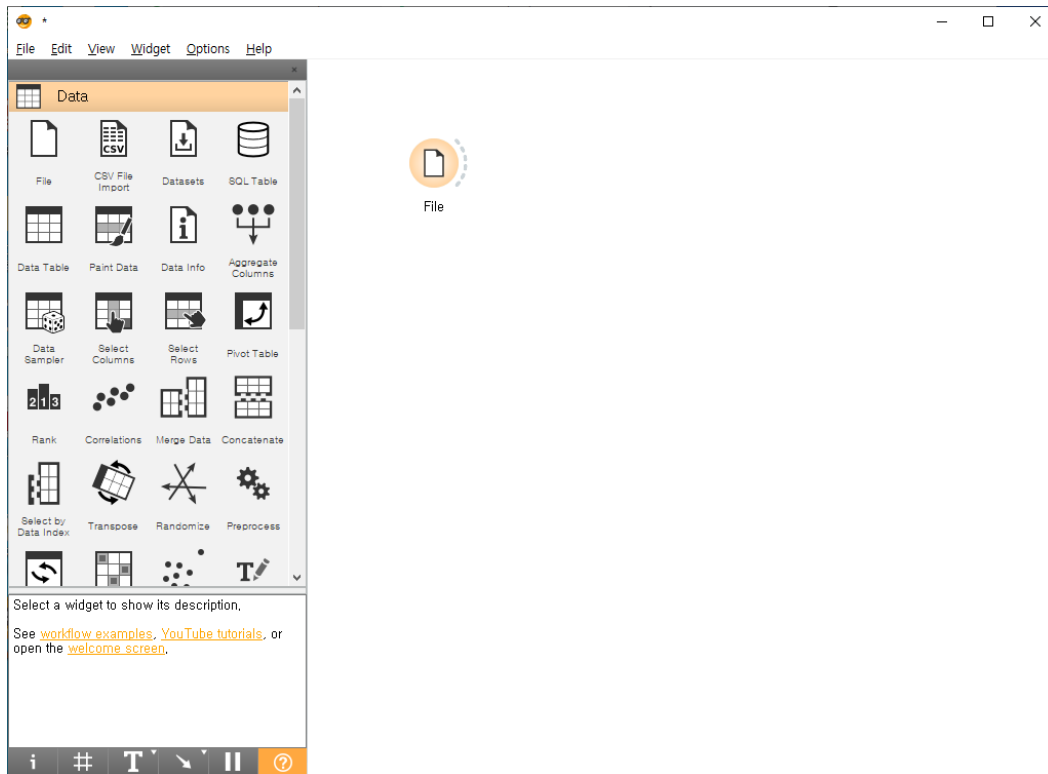 *
File Edit View Widget Options Help
Data
File CSV File Import Datasets SQL Table
Data Table Paint Data Data Info Aggregate Columns
Data Sampler Select Columns Select Rows Pivot Table
2 1 3
Rank Correlations Merge Data Concatenate
Select by Data Index Transpose Randomize Preprocess
T
File
Select a widget to show its description.
See workflow examples, YouTube tutorials, or
open the welcome screen.
i # T ?